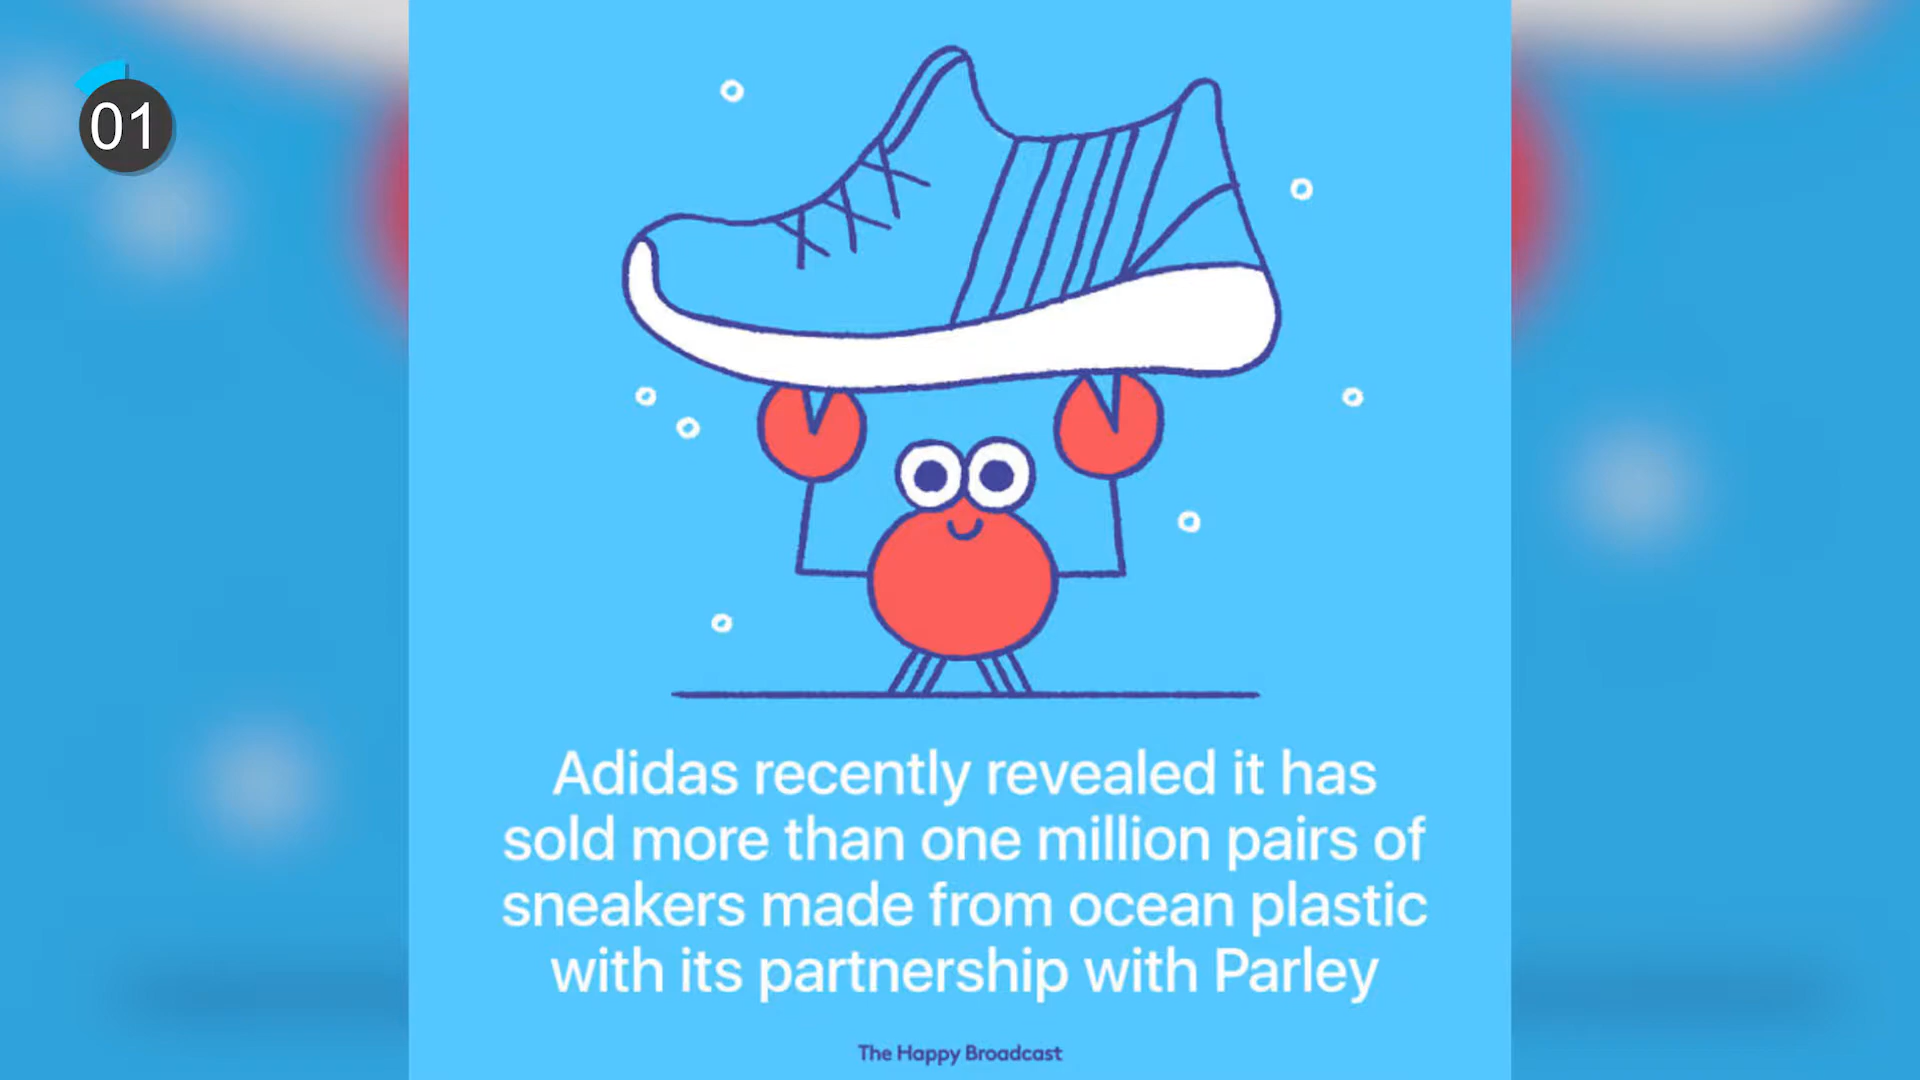 01
Adidas recently revealed it has
sold more than one million pairs of
sneakers made from ocean plastic
with its partnership with Parley
The Happy Broadcast